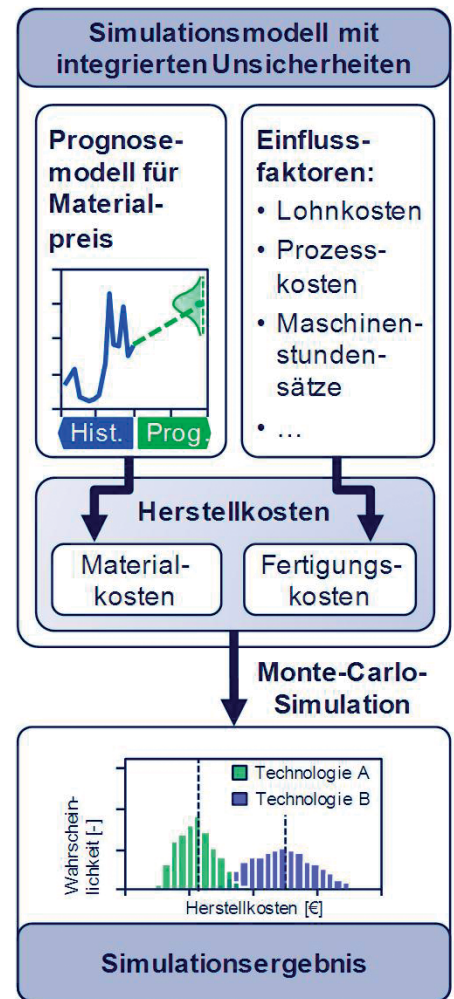 Simulationsmodell mit
integrierten Unsicherheiten
Prognose-
modell für
Material-
preis
Hist.
Prog.
Einfluss-
faktoren:
• Lohnkosten
• Prozess-
kosten
• Maschinen-
stunden-
sätze
• ...
Herstellkosten
Material-
kosten
Fertigungs-
kosten
Monte-Carlo-
Simulation
Technologie A
Technologie B
Wahrschein-
lichkeit [-]
Herstellkosten [€]
Simulationsergebnis